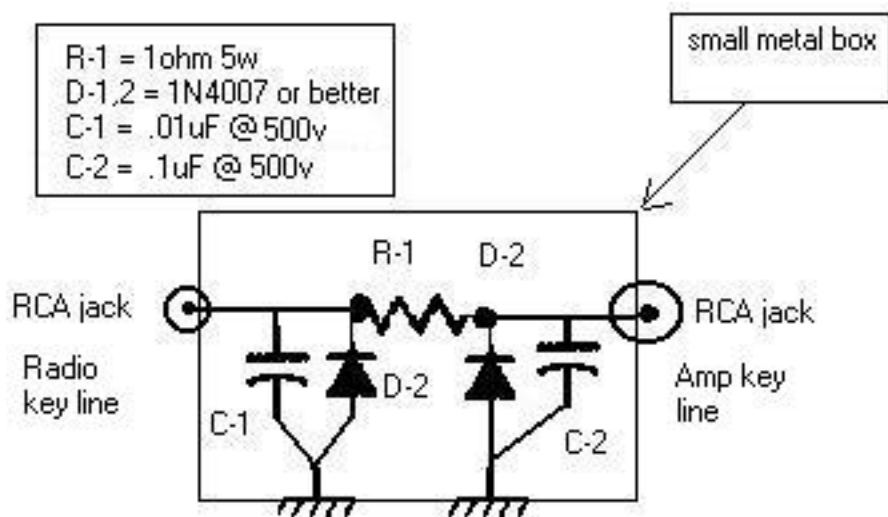 R-1 = 1ohm 5w
D-1,2 = 1N4007 or better
C-1 = .01uF @ 500v
C-2 = .1uF @ 500v
small metal box
R-1
D-2
RCA jack
RCA jack
Radio
key line
D-2
Amp key
line
C-1
C-2